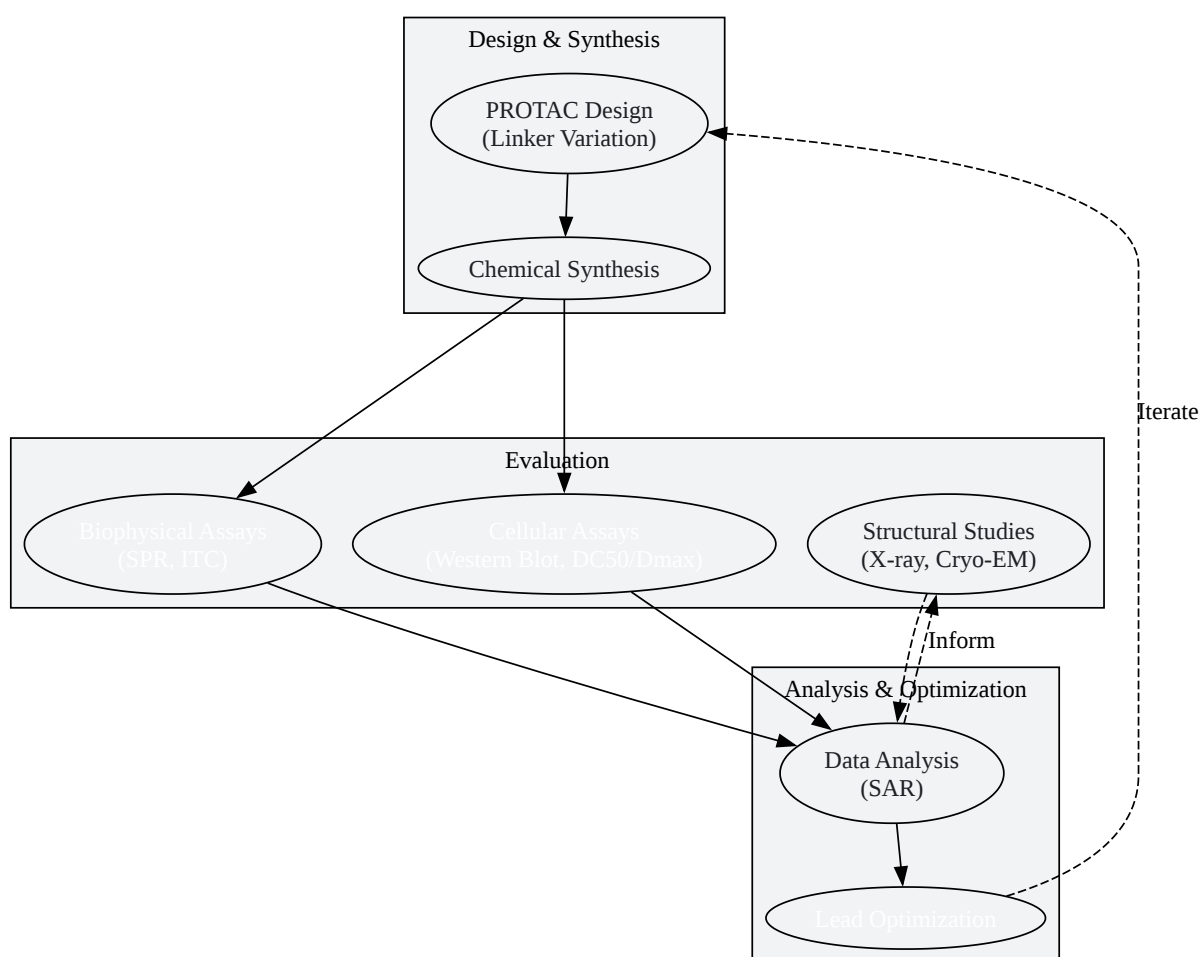 Design & Synthesis
PROTAC Design
(Linker Variation)
Chemical Synthesis
Iterate
Evaluation
Biophysical Assays
(SPR, ITC)
Cellular Assays
(Western Blot, DC50/Dmax)
Structural Studies
(X-ray, Cryo-EM)
Inform
Analysis & Optimization
Data Analysis
(SAR)
Lead Optimization